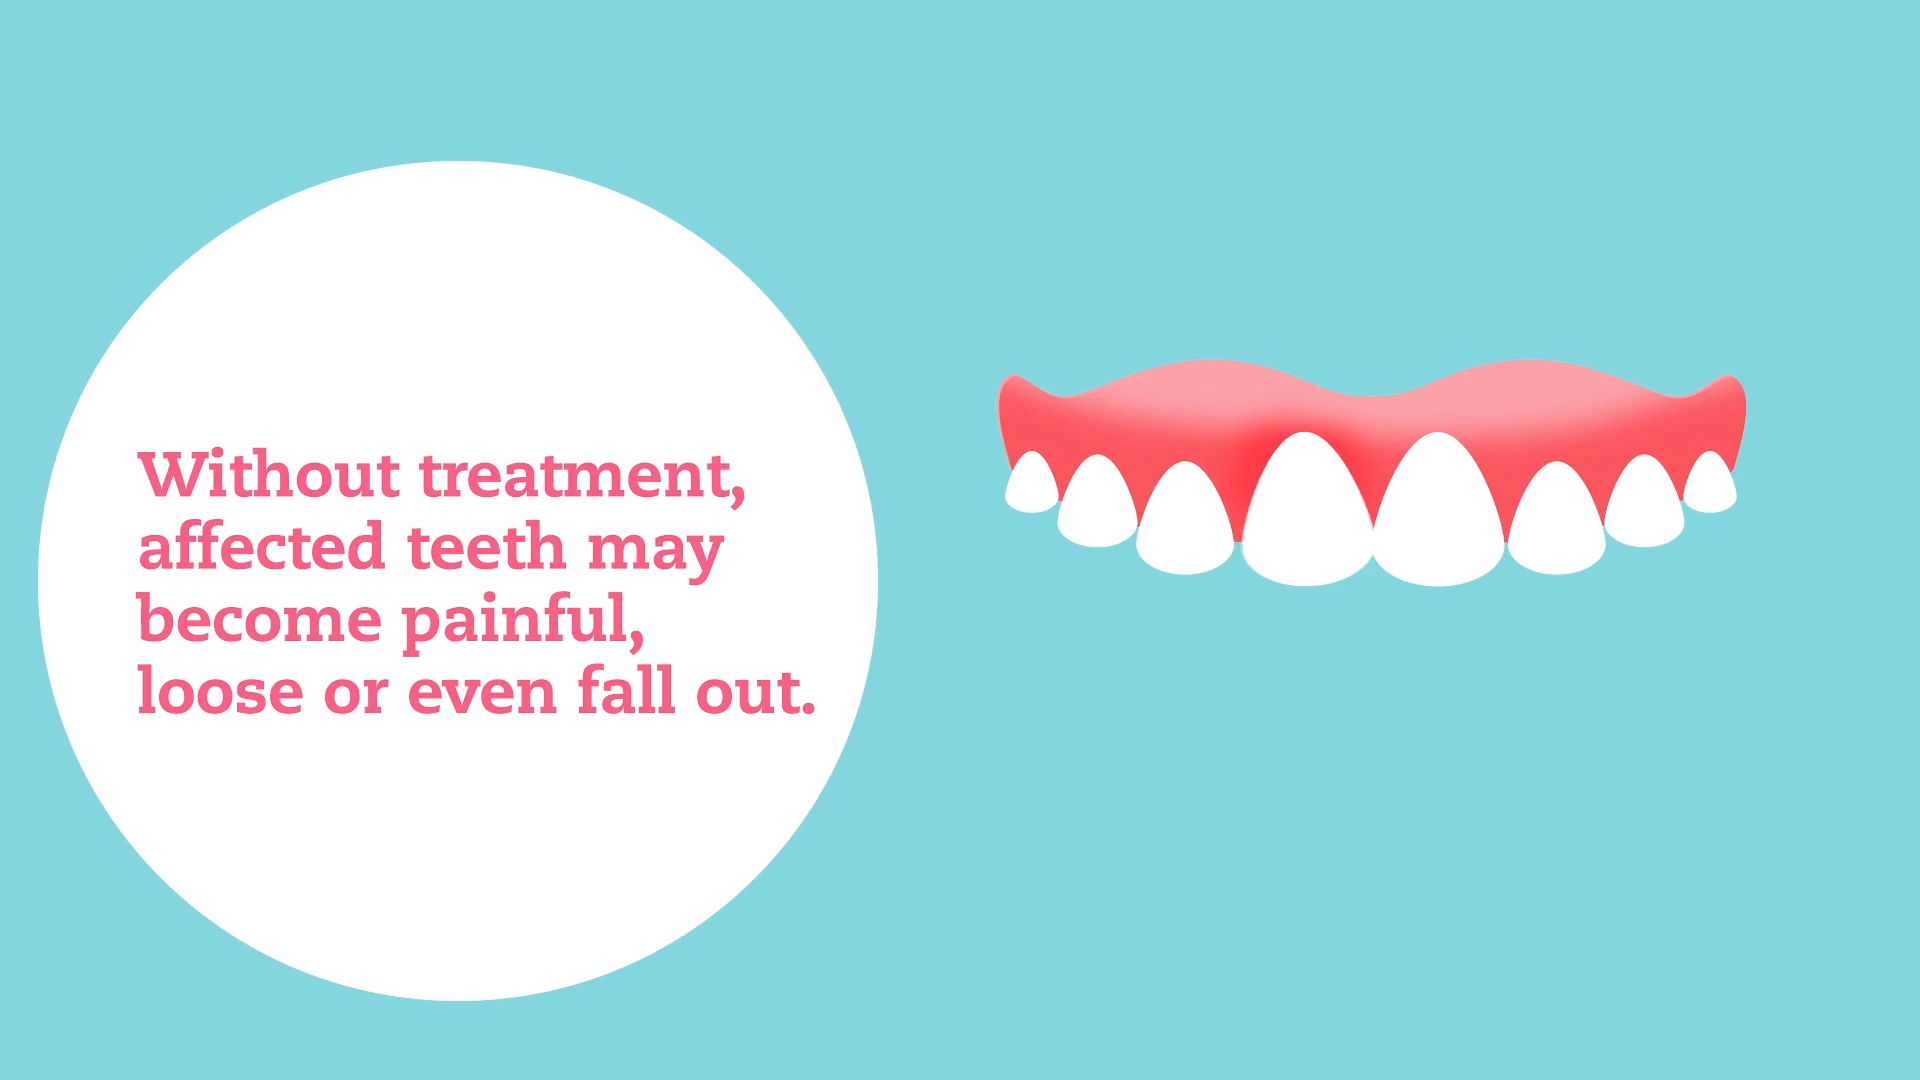 Without treatment,
affected teeth may
become painful,
loose or even fall out.